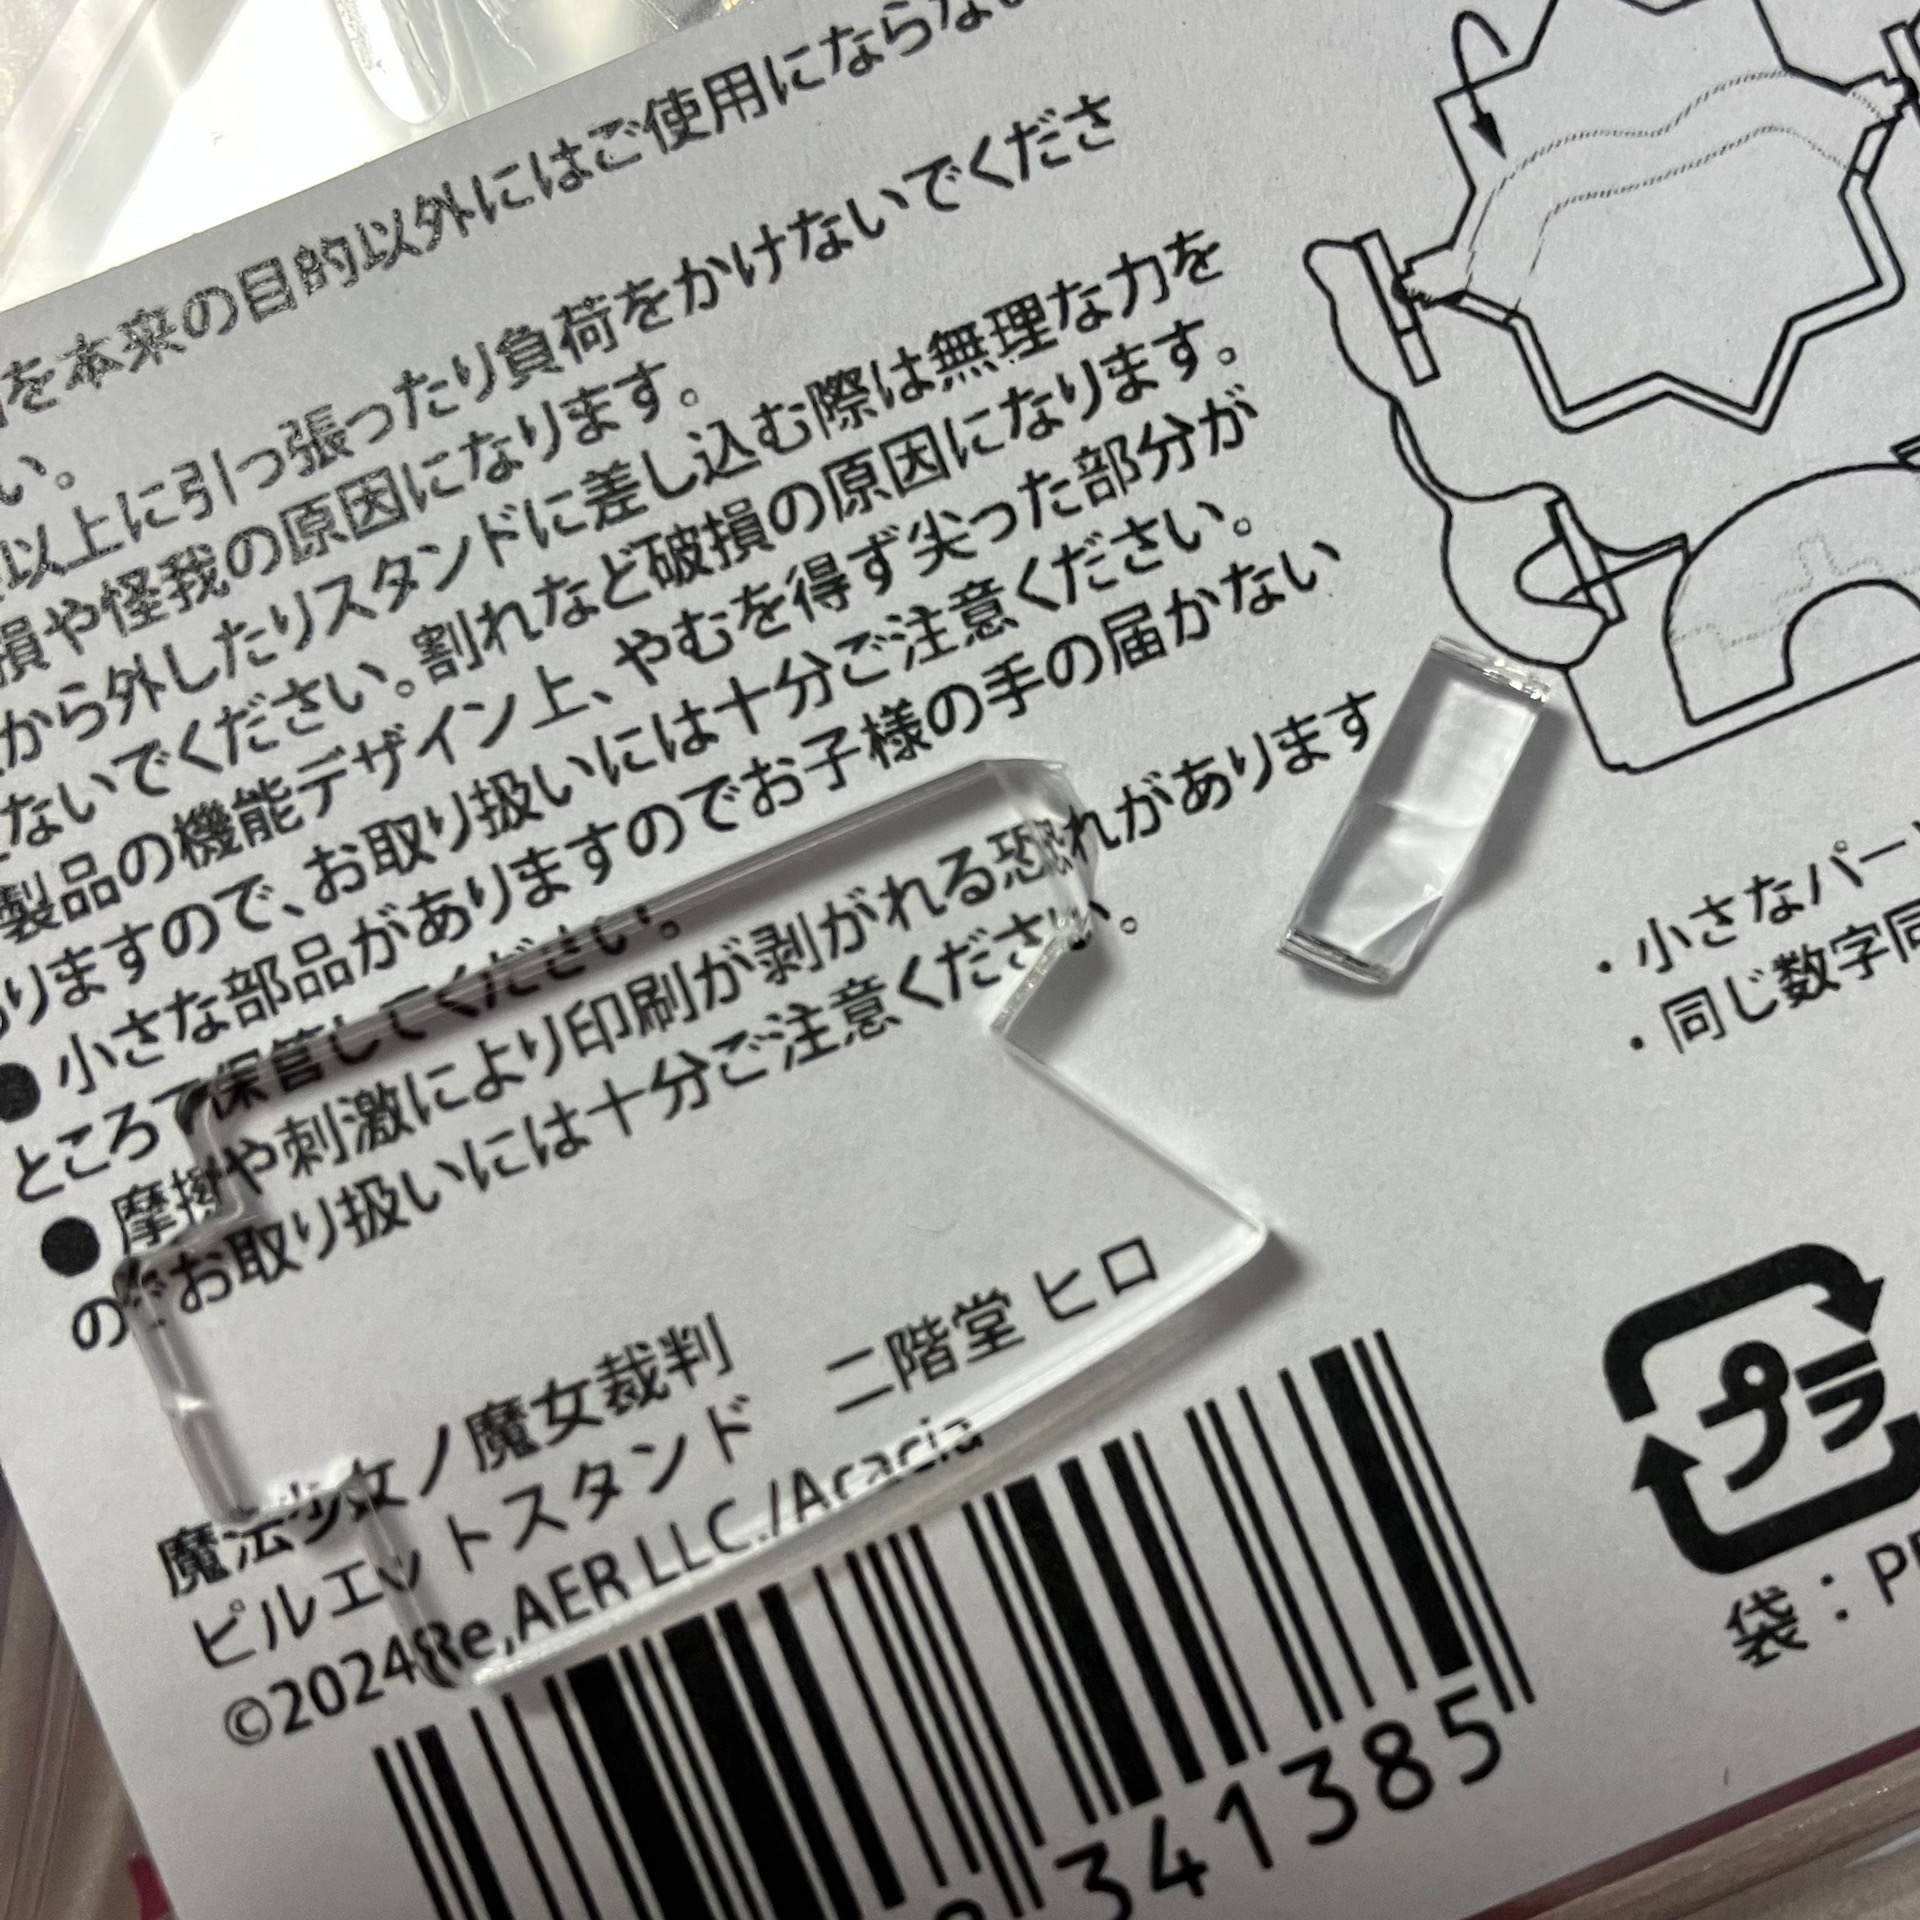 を本来の目的以外にはご使用にならない
い。
以上に引っ張ったり負荷をかけないでくださ
損や怪我の原因になります。
から外したりスタンドに差し込む際は無理な力を
ないでください。割れなど破損の原因になります。
製品の機能デザイン上、やむを得ず尖った部分が
りますので、お取り扱いには十分ご注意ください。
● 小さな部品がありますのでお子様の手の届かない
ところで保管してください。
● 摩擦や刺激により印刷が剥がれる恐れがあります
のでお取り扱いには十分ご注意ください。
魔法少女ノ魔女裁判
ピルエットスタンド 二階堂 ヒロ
©2024Re,AER LLC./Acacia
341385
・小さなパー
・同じ数字同
プラ
袋：P